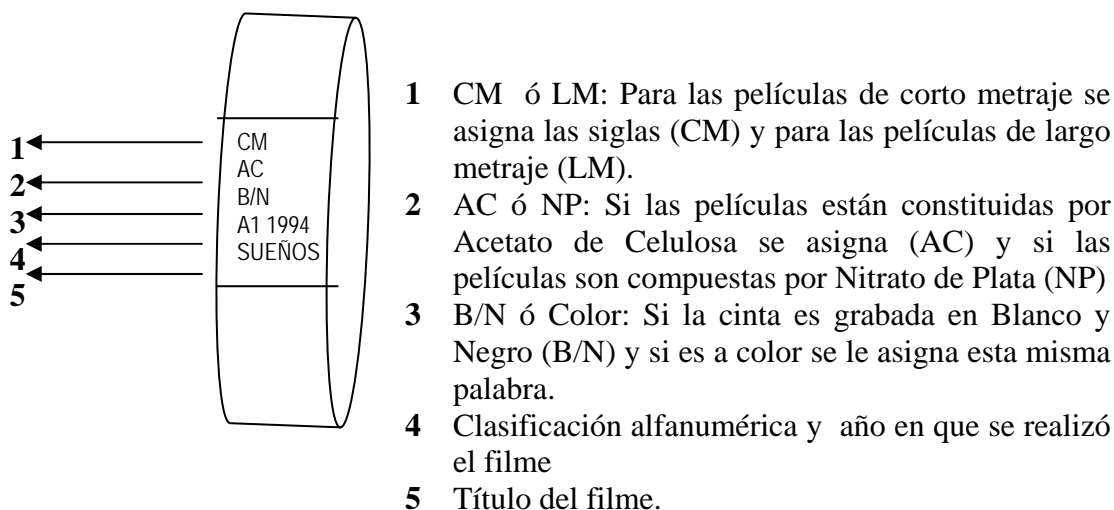 1
2
3
4
5
CM
AC
B/N
A1 1994
SUEÑOS
1 CM ó LM: Para las películas de corto metraje se
asigna las siglas (CM) y para las películas de largo
metraje (LM).
2 AC ó NP: Si las películas están constituidas por
Acetato de Celulosa se asigna (AC) y si las
películas son compuestas por Nitrato de Plata (NP)
3 B/N ó Color: Si la cinta es grabada en Blanco y
Negro (B/N) y si es a color se le asigna esta misma
palabra.
4 Clasificación alfanumérica y año en que se realizó
el filme
5 Título del filme.